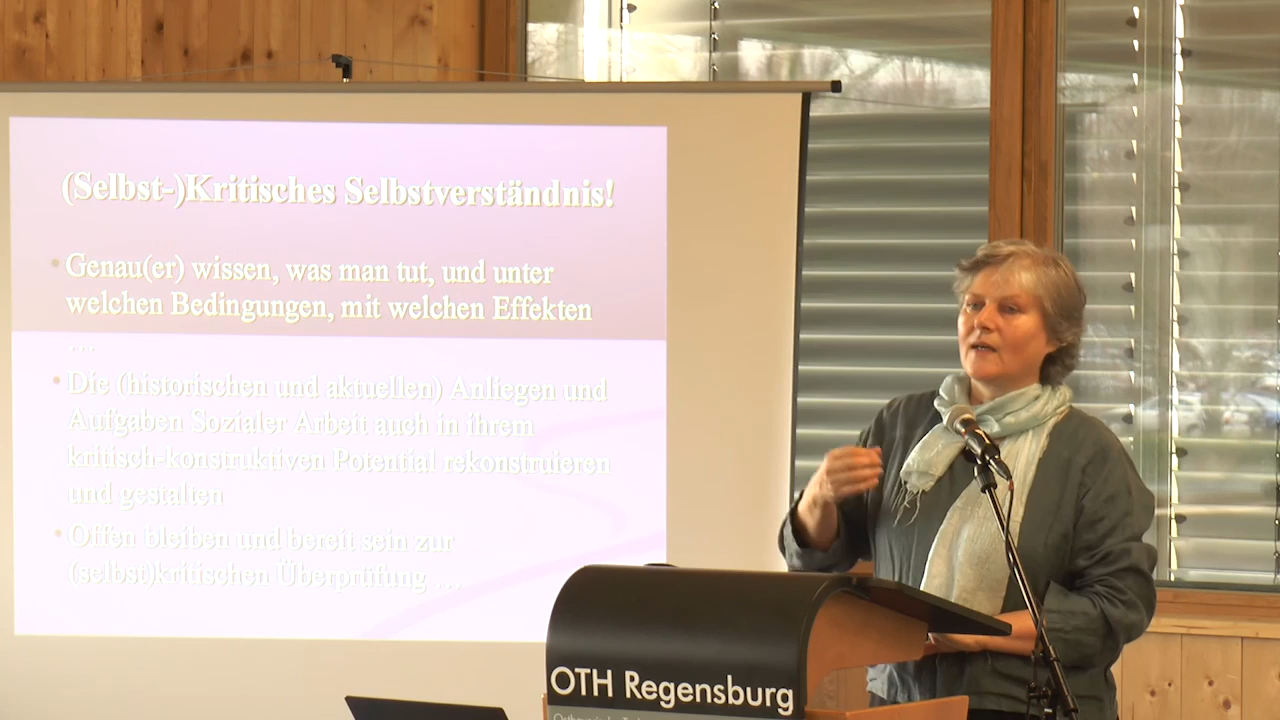 (Selbst-)Kritisches Selbstverständnis!
• Genau(er) wissen, was man tut, und unter
welchen Bedingungen, mit welchen Effekten
…
• Die (historischen und aktuellen) Anliegen und
Aufgaben Sozialer Arbeit auch in ihrem
kritisch-konstruktiven Potential rekonstruieren
und gestalten
• Offen bleiben und bereit sein zur
(selbst)kritischen Überprüfung …
OTH Regensburg